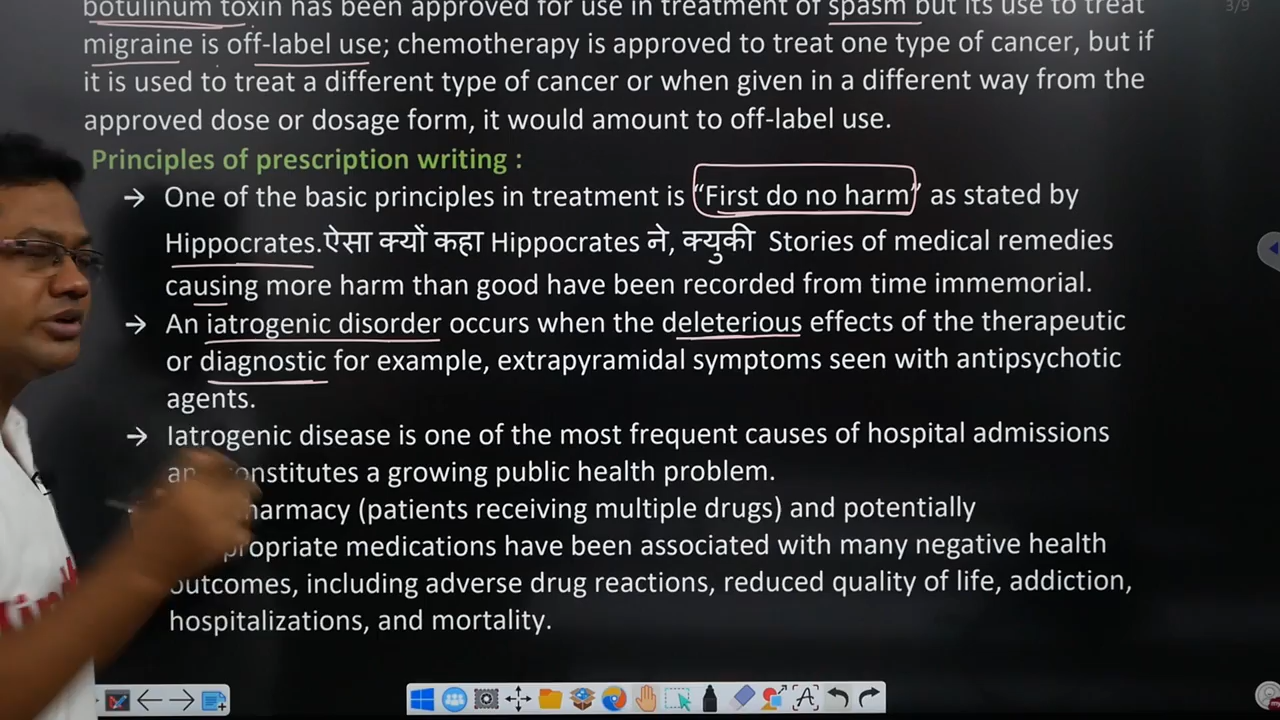 3/9
botulinum toxin has been approved for use in treatment of spasm but its use to treat
migraine is off-label use; chemotherapy is approved to treat one type of cancer, but if
it is used to treat a different type of cancer or when given in a different way from the
approved dose or dosage form, it would amount to off-label use.
Principles of prescription writing :
→ One of the basic principles in treatment is “First do no harm” as stated by
Hippocrates.ऐसा क्यों कहा Hippocrates ने, क्युकी Stories of medical remedies
causing more harm than good have been recorded from time immemorial.
→ An iatrogenic disorder occurs when the deleterious effects of the therapeutic
or diagnostic for example, extrapyramidal symptoms seen with antipsychotic
agents.
→ Iatrogenic disease is one of the most frequent causes of hospital admissions
constitutes a growing public health problem.
(patients receiving multiple drugs) and potentially
medications have been associated with many negative health
outcomes, including adverse drug reactions, reduced quality of life, addiction,
hospitalizations, and mortality.